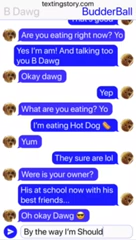 textingstory.com
B Dawg
BudderBall
Are you eating right now? Yo
Yes I'm am! And talking too
you B Dawg
Okay dawg
Yep
What are you eating? Yo
I'm eating Hot Dog 🌭
Yum
They sure are lol
Were is your owner?
His at school now with his
best friends...
Oh okay Dawg 😎
By the way I'm Should